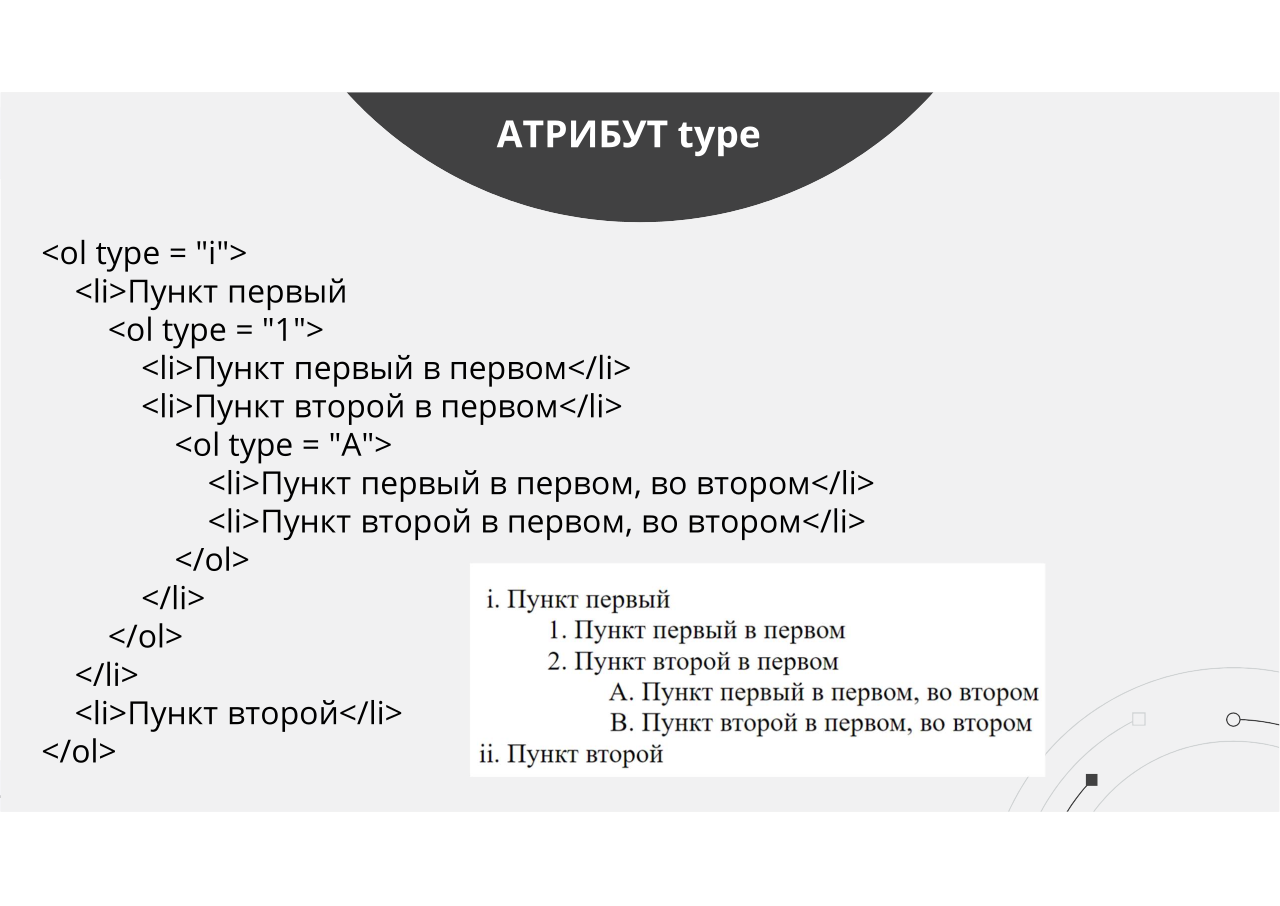 АТРИБУТ type
<ol type = "i">
<li>Пункт первый
<ol type = "1">
<li>Пункт первый в первом</li>
<li>Пункт второй в первом</li>
<ol type = "A">
<li>Пункт первый в первом, во втором</li>
<li>Пункт второй в первом, во втором</li>
</ol>
</li>
</ol>
</li>
<li>Пункт второй</li>
</ol>
i. Пункт первый
1. Пункт первый в первом
2. Пункт второй в первом
A. Пункт первый в первом, во втором
B. Пункт второй в первом, во втором
ii. Пункт второй